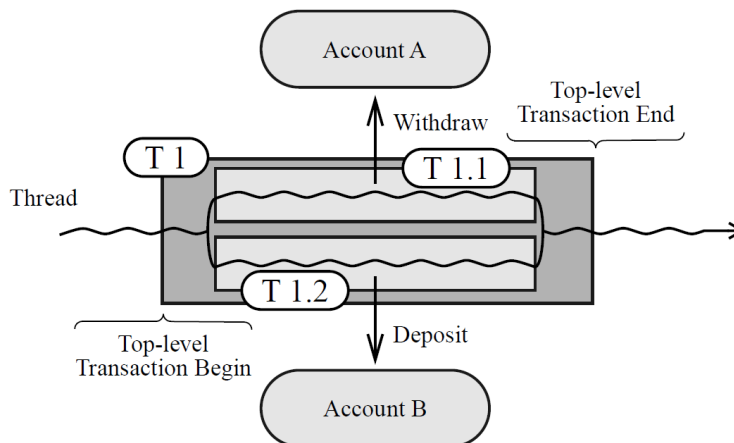 Account A
Top-level
Transaction End
Withdraw
T 1
T 1.1
Thread
T 1.2
Deposit
Top-level
Transaction Begin
Account B